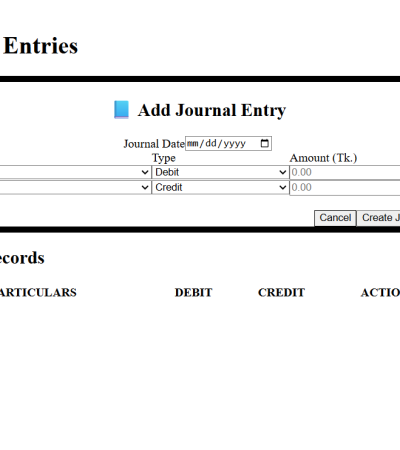 Entries
Add Journal Entry
Journal Date mm/dd/yyyy
Type Amount (Tk.)
Debit 0.00
Credit 0.00
Cancel Create J
ecords
ARTICULARS DEBIT CREDIT ACTIO